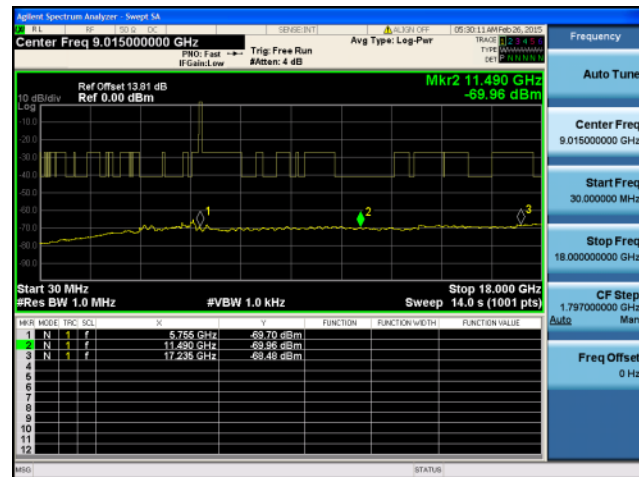 Agilent Spectrum Analyzer - Swept SA
RL RF 50 Ω DC SENSE:INT ALIGN OFF 05:30:11 AM Feb 26, 2015
Center Freq 9.015000000 GHz
PNO: Fast Trig: Free Run
IFGain:Low #Atten: 4 dB
Avg Type: Log-Pwr
TRACE 1 2 3 4 5 6
TYPE
DET P N N N N N
Mkr2 11.490 GHz
-69.96 dBm
Ref Offset 13.81 dB
10 dB/div Ref 0.00 dBm
Log
-10.0
-20.0
-30.0
-40.0
-50.0
-60.0
-70.0
-80.0
-90.0
1
2
3
Start 30 MHz Stop 18.000 GHz
#Res BW 1.0 MHz #VBW 1.0 kHz Sweep 14.0 s (1001 pts)
MKR MODE TRC SCL X Y FUNCTION FUNCTION WIDTH FUNCTION VALUE
1 N 1 f 5.755 GHz -69.70 dBm
2 N 1 f 11.490 GHz -69.96 dBm
3 N 1 f 17.235 GHz -68.48 dBm
4
5
6
7
8
9
10
11
12
MSG STATUS
Frequency
Auto Tune
Center Freq
9.015000000 GHz
Start Freq
30.000000 MHz
Stop Freq
18.000000000 GHz
CF Step
1.797000000 GHz
Auto Man
Freq Offset
0 Hz